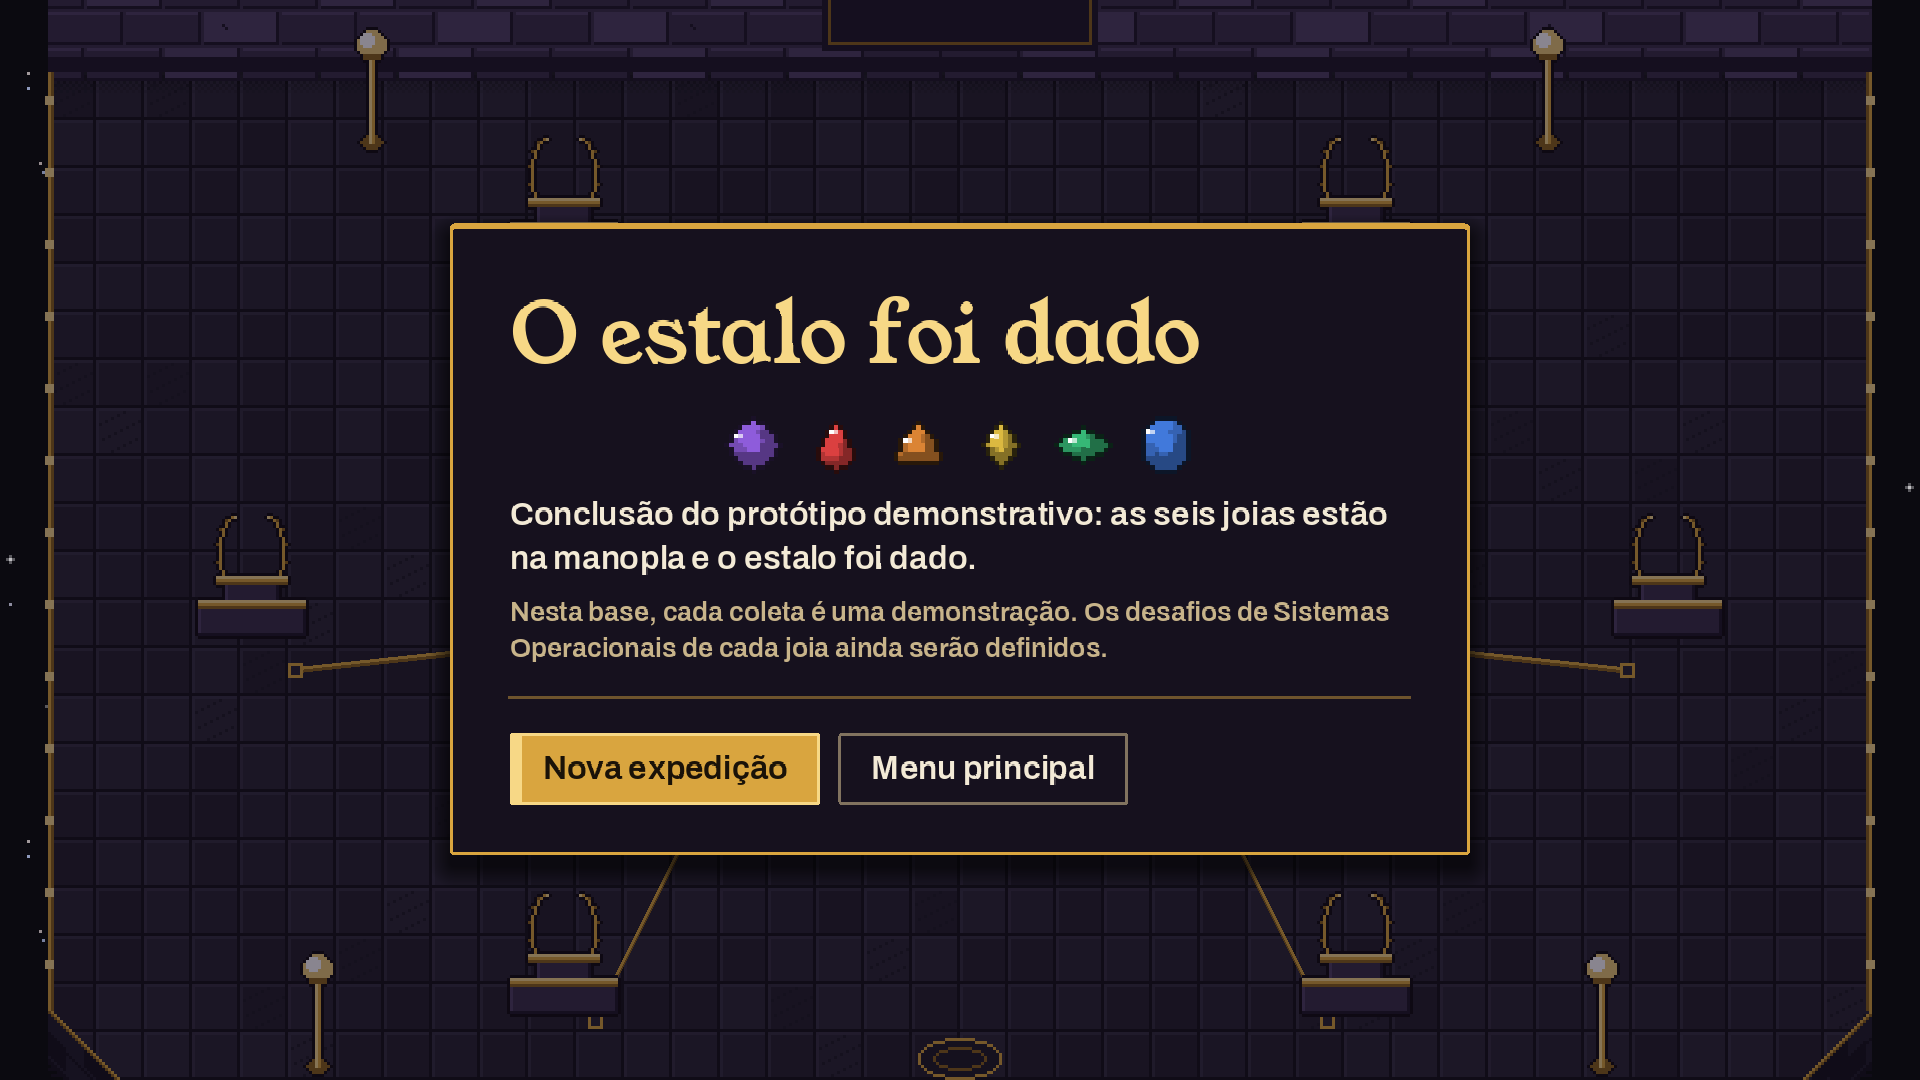 O estalo foi dado
Conclusão do protótipo demonstrativo: as seis joias estão
na manopla e o estalo foi dado.
Nesta base, cada coleta é uma demonstração. Os desafios de Sistemas
Operacionais de cada joia ainda serão definidos.
Nova expedição
Menu principal